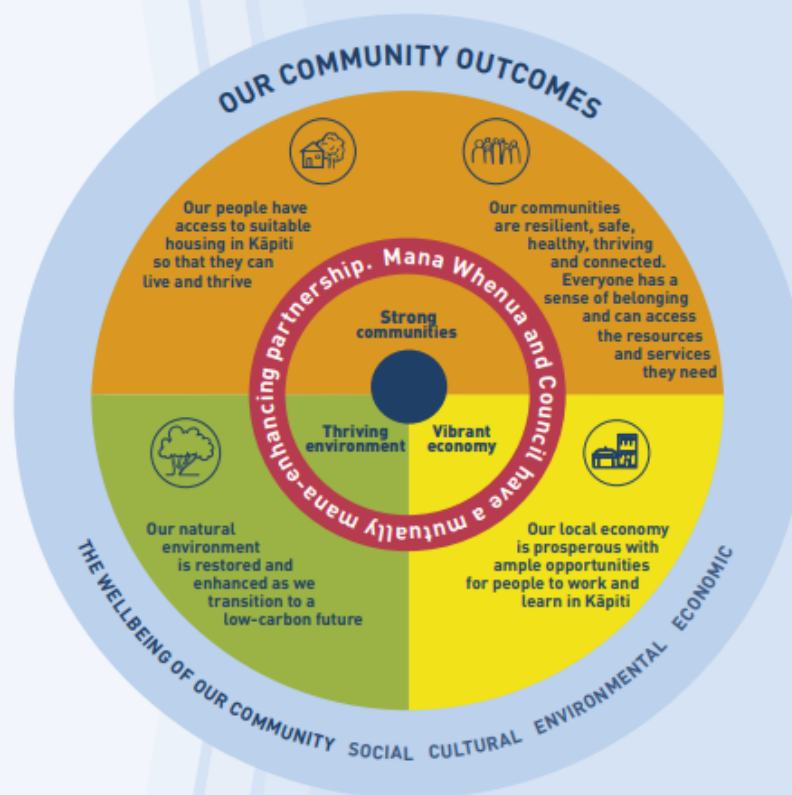 OUR COMMUNITY OUTCOMES
Our people have
access to suitable
housing in Kāpiti
so that they can
live and thrive
Our communities
are resilient, safe,
healthy, thriving
and connected.
Everyone has a
sense of belonging
and can access
the resources
and services
they need
Mana Whenua and Council have a mutually mana-enhancing partnership.
Strong
communities
Thriving
environment
Vibrant
economy
Our natural
environment
is restored and
enhanced as we
transition to a
low-carbon future
Our local economy
is prosperous with
ample opportunities
for people to work and
learn in Kāpiti
THE WELLBEING OF OUR COMMUNITY SOCIAL CULTURAL ENVIRONMENTAL ECONOMIC